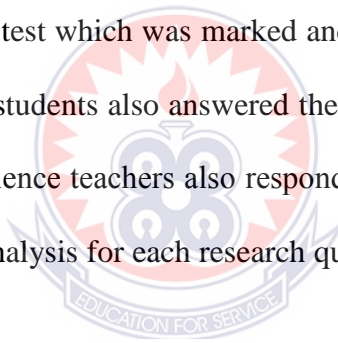 test which was marked and
students also answered the
ience teachers also respond
nalysis for each research qu
EDUCATION FOR SERVICE